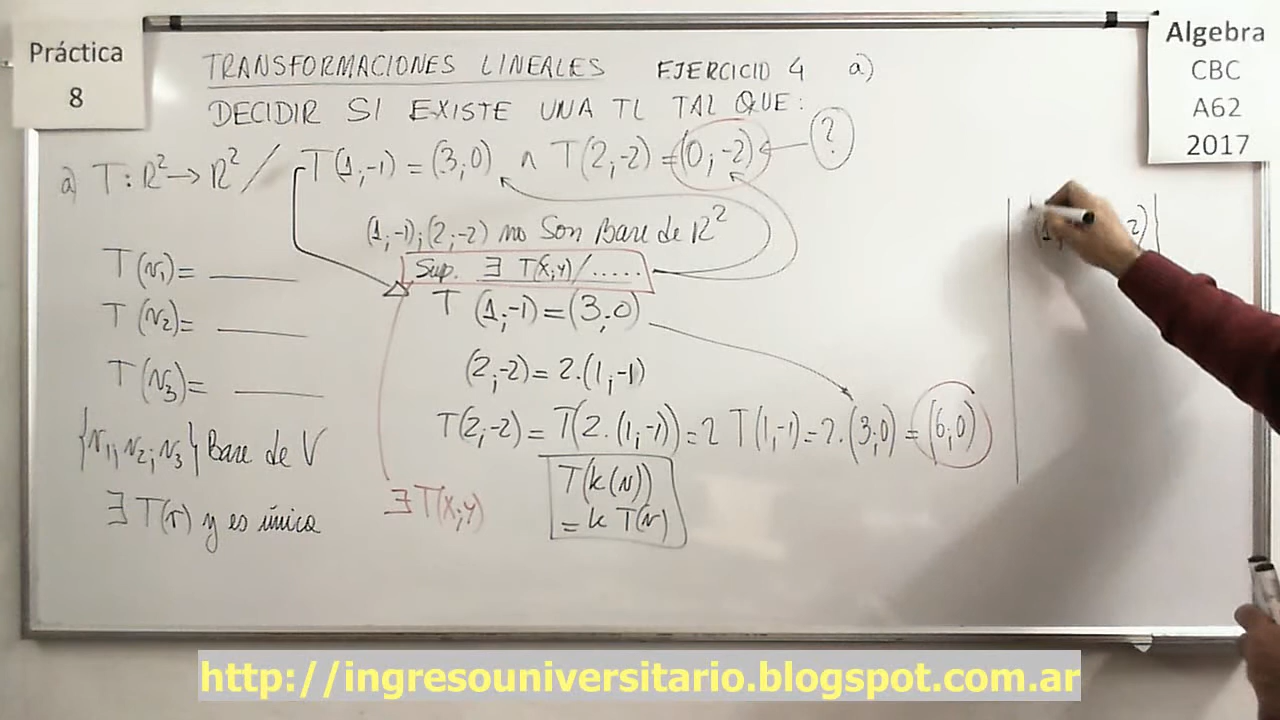 Práctica
8
TRANSFORMACIONES LINEALES EJERCICIO 4 a)
DECIDIR SI EXISTE UNA TL TAL QUE:
Algebra
CBC
A62
2017
a) T: R² → R² / T(1;-1) = (3;0) ∧ T(2;-2) = (0;-2) ← ?
(1;-1);(2;-2) no Son Base de R²
Sup. ∃ T(x;y)/......
T (1;-1) = (3;0)
(2;-2) = 2.(1;-1)
T(2;-2) = T(2.(1;-1)) = 2 T(1;-1) = 2.(3;0) = (6;0)
T(k(v))
= k T(v)
∃ T(x;y)
T(v₁) = ____
T(v₂) = ____
T(v₃) = ____
{v₁;v₂;v₃} Base de V
∃ T(v) y es única
http://ingresouniversitario.blogspot.com.ar